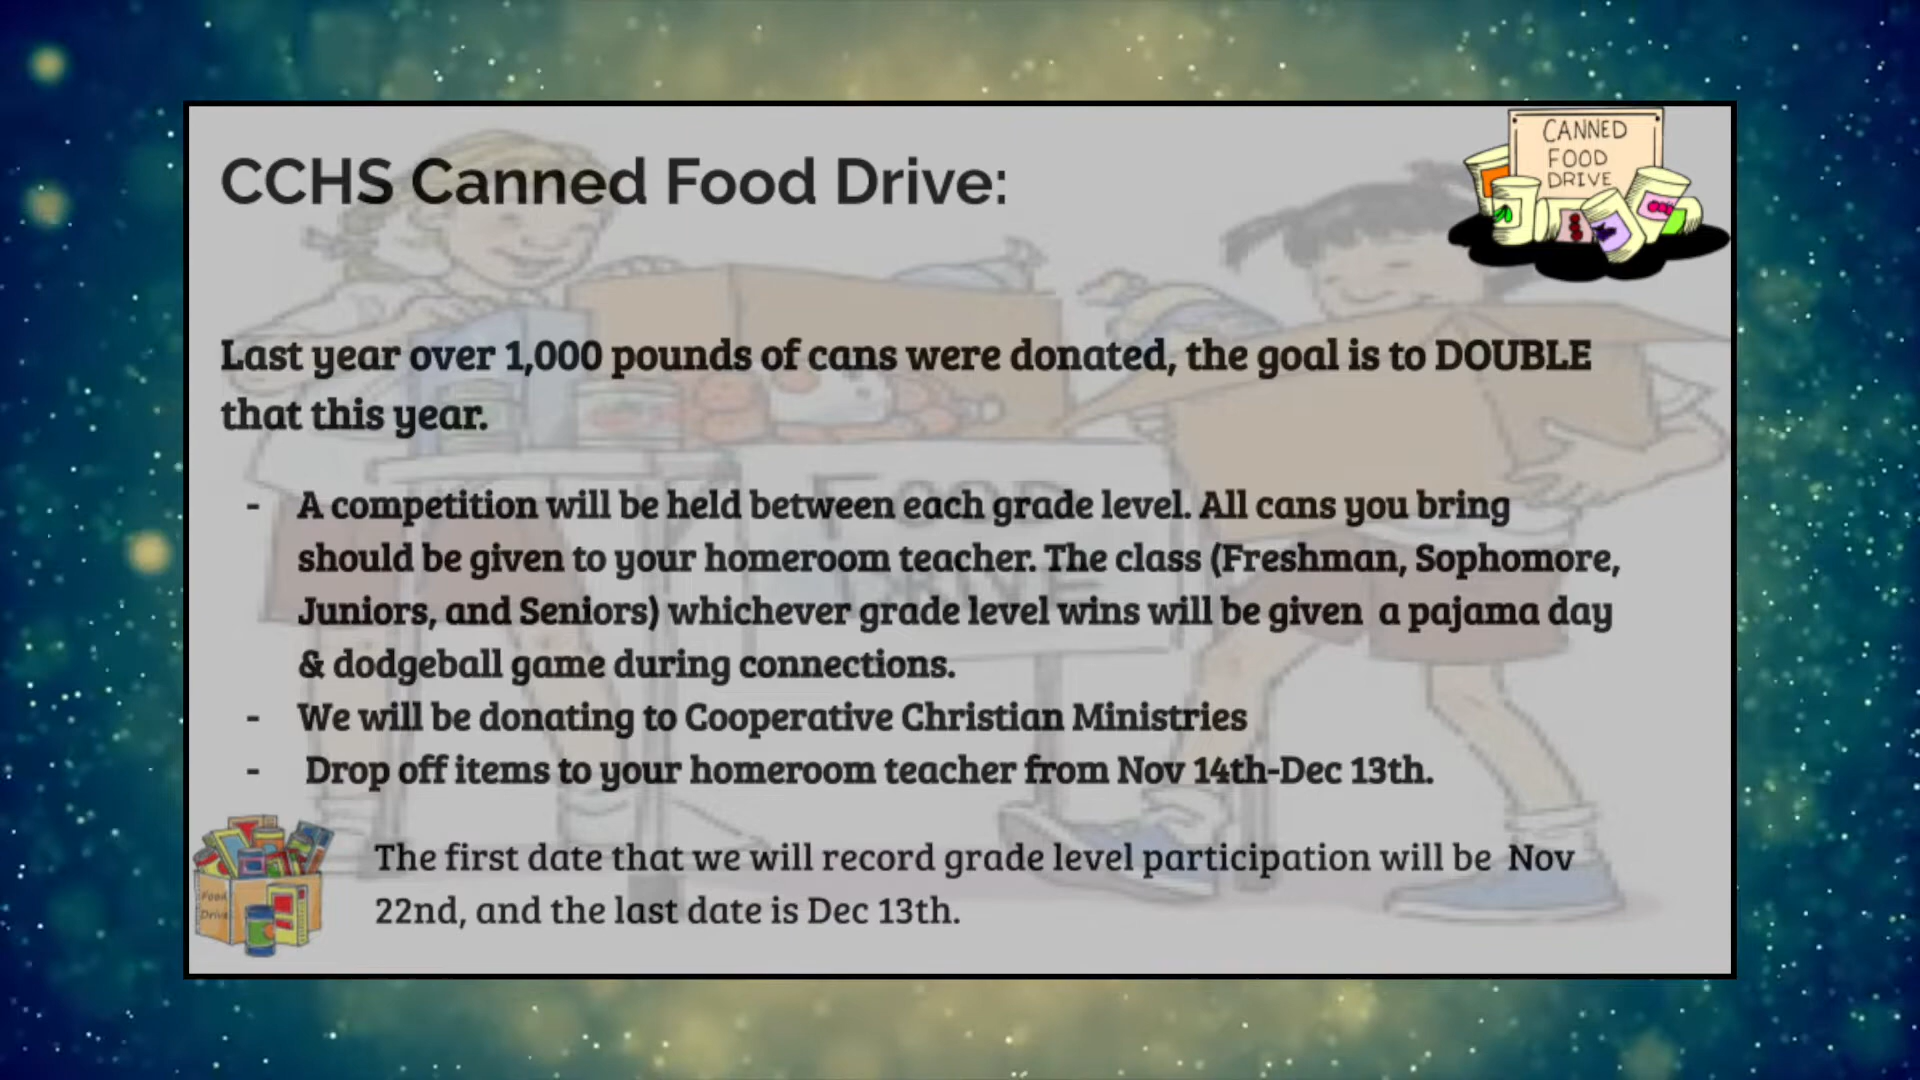 CANNED
FOOD
DRIVE
CCHS Canned Food Drive:
Last year over 1,000 pounds of cans were donated, the goal is to DOUBLE
that this year.
- A competition will be held between each grade level. All cans you bring
should be given to your homeroom teacher. The class (Freshman, Sophomore,
Juniors, and Seniors) whichever grade level wins will be given a pajama day
& dodgeball game during connections.
- We will be donating to Cooperative Christian Ministries
- Drop off items to your homeroom teacher from Nov 14th-Dec 13th.
FOOD
DRIVE
The first date that we will record grade level participation will be Nov
22nd, and the last date is Dec 13th.
Food
Drive